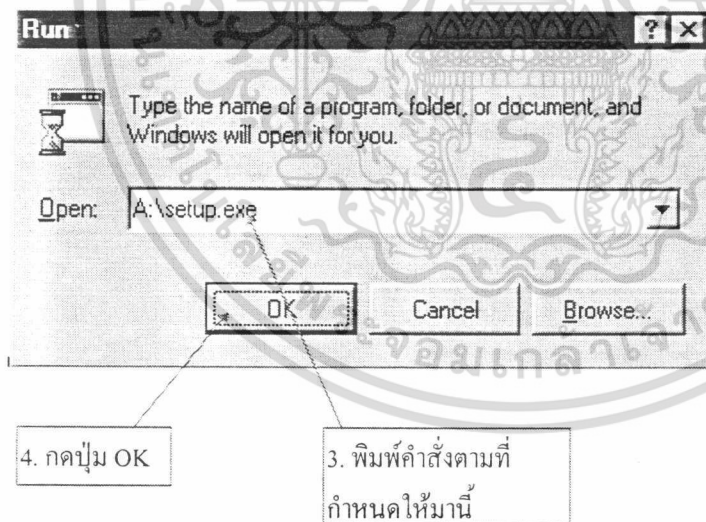 Run
Type the name of a program, folder, or document, and
Windows will open it for you.
Open: A:\setup.exe
OK Cancel Browse...
4. กดปุ่ม OK
3. พิมพ์คำสั่งตามที่
กำหนดให้มานี้